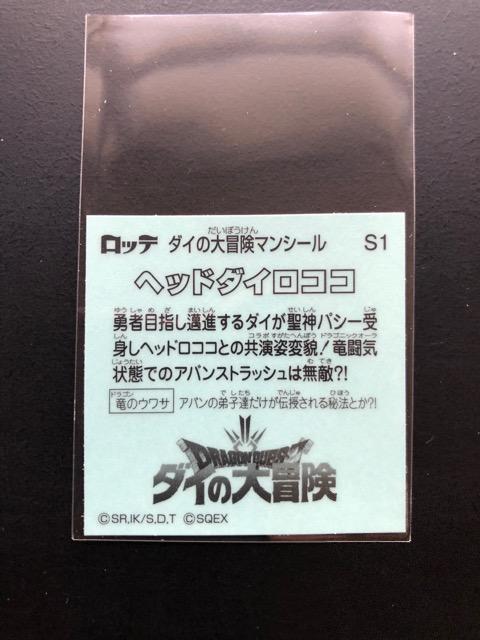 ロッテ ダイの大冒険マンシール S1
ヘッドダイロココ
勇者目指し邁進するダイが聖神パシー受
身しヘッドロココとの共演姿変貌!竜闘気
状態でのアバンストラッシュは無敵?!
竜のウワサ アバンの弟子達だけが伝授される秘法とか?!
DRAGON QUEST
ダイの大冒険
©SR,IK/S,D,T ©SQEX